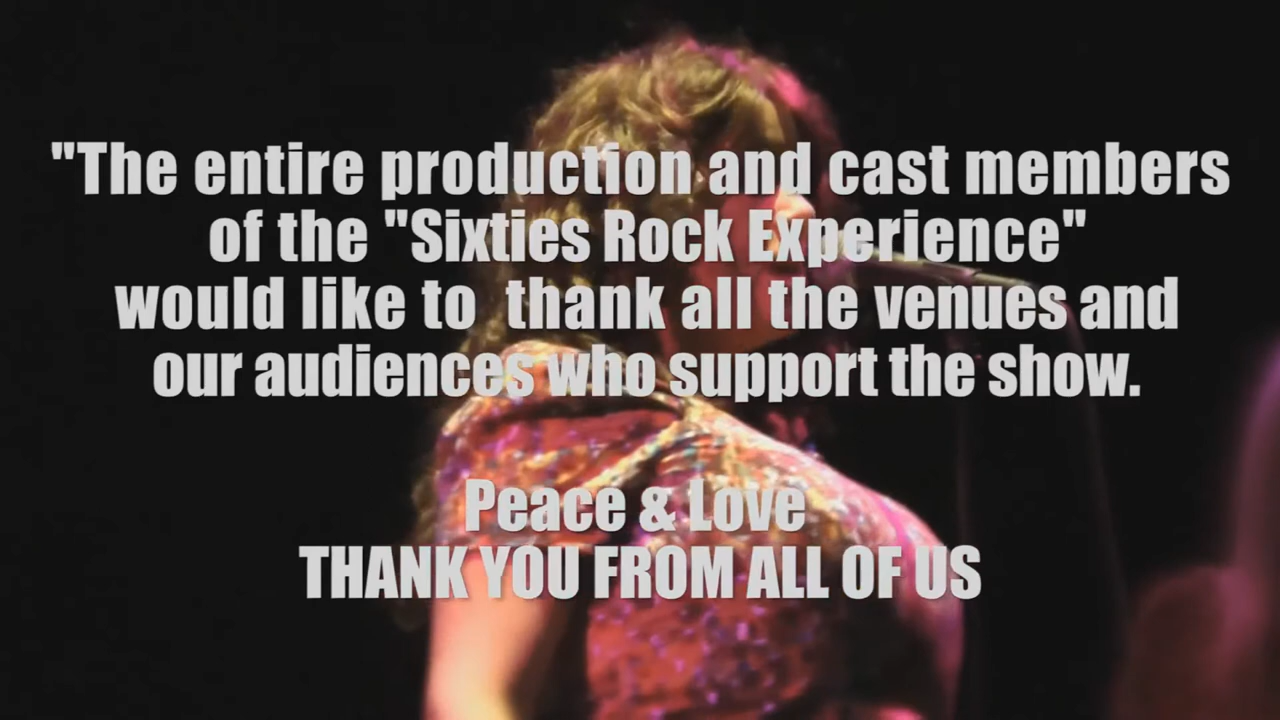 "The entire production and cast members
of the "Sixties Rock Experience"
would like to thank all the venues and
our audiences who support the show.
Peace & Love
THANK YOU FROM ALL OF US